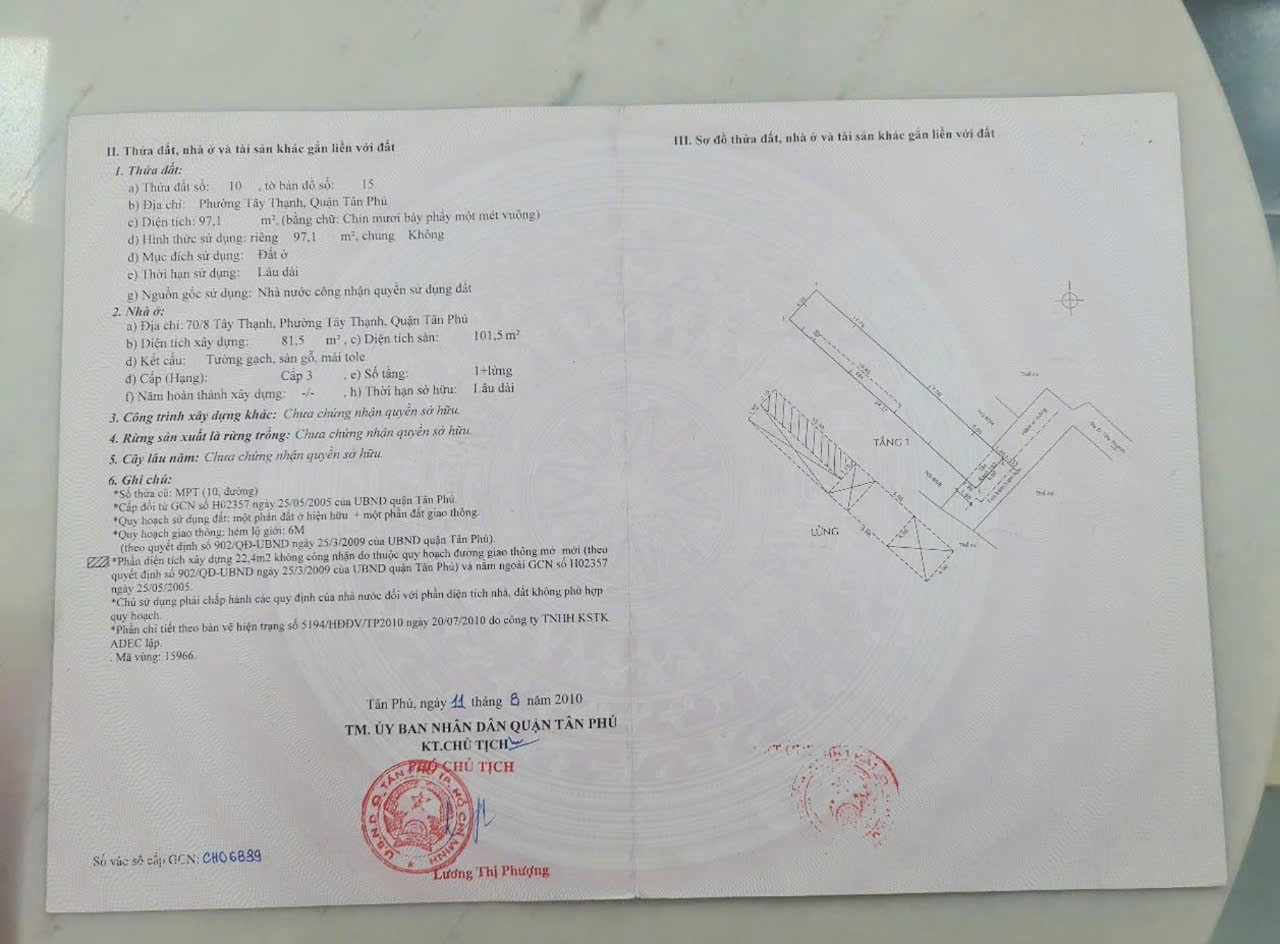 II. Thửa đất, nhà ở và tài sản khác gắn liền với đất
1. Thửa đất:
a) Thửa đất số: 10 , tờ bản đồ số: 15
b) Địa chỉ: Phường Tây Thạnh, Quận Tân Phú
c) Diện tích: 97,1 m², (bằng chữ: Chín mươi bảy phẩy một mét vuông)
d) Hình thức sử dụng: riêng 97,1 m², chung Không
đ) Mục đích sử dụng: Đất ở
e) Thời hạn sử dụng: Lâu dài
g) Nguồn gốc sử dụng: Nhà nước công nhận quyền sử dụng đất
2. Nhà ở:
a) Địa chỉ: 70/8 Tây Thạnh, Phường Tây Thạnh, Quận Tân Phú
b) Diện tích xây dựng: 81,5 m² , c) Diện tích sàn: 101,5 m²
d) Kết cấu: Tường gạch, sàn gỗ, mái tole
đ) Cấp (Hạng): Cấp 3 , e) Số tầng: 1+lửng
f) Năm hoàn thành xây dựng: -/- , h) Thời hạn sở hữu: Lâu dài
3. Công trình xây dựng khác: Chưa chứng nhận quyền sở hữu.
4. Rừng sản xuất là rừng trồng: Chưa chứng nhận quyền sở hữu.
5. Cây lâu năm: Chưa chứng nhận quyền sở hữu.
6. Ghi chú:
*Số thửa cũ: MPT (10, đường)
*Cấp đổi từ GCN số H02357 ngày 25/05/2005 của UBND quận Tân Phú.
*Quy hoạch sử dụng đất: một phần đất ở hiện hữu + một phần đất giao thông.
*Quy hoạch giao thông: hẻm lộ giới: 6M
(theo quyết định số 902/QĐ-UBND ngày 25/3/2009 của UBND quận Tân Phú).
*Phần diện tích xây dựng 22,4m2 không công nhận do thuộc quy hoạch đường giao thông mở mới (theo
quyết định số 902/QĐ-UBND ngày 25/3/2009 của UBND quận Tân Phú) và nằm ngoài GCN số H02357
ngày 25/05/2005.
*Chủ sử dụng phải chấp hành các quy định của nhà nước đối với phần diện tích nhà, đất không phù hợp
quy hoạch.
*Phần chi tiết theo bản vẽ hiện trạng số 5194/HĐĐV/TP2010 ngày 20/07/2010 do công ty TNHH KSTK
ADEC lập.
. Mã vùng: 15966.
Tân Phú, ngày 11 tháng 8 năm 2010
TM. ỦY BAN NHÂN DÂN QUẬN TÂN PHÚ
KT.CHỦ TỊCH
PHÓ CHỦ TỊCH
U.B.N.D Q. TÂN PHÚ T.P. HỒ CHÍ MINH
Lương Thị Phượng
Số vào sổ cấp GCN: CH06839
III. Sơ đồ thửa đất, nhà ở và tài sản khác gắn liền với đất
TẦNG 1
LỬNG
Thổ cư
Thổ cư
Thổ cư